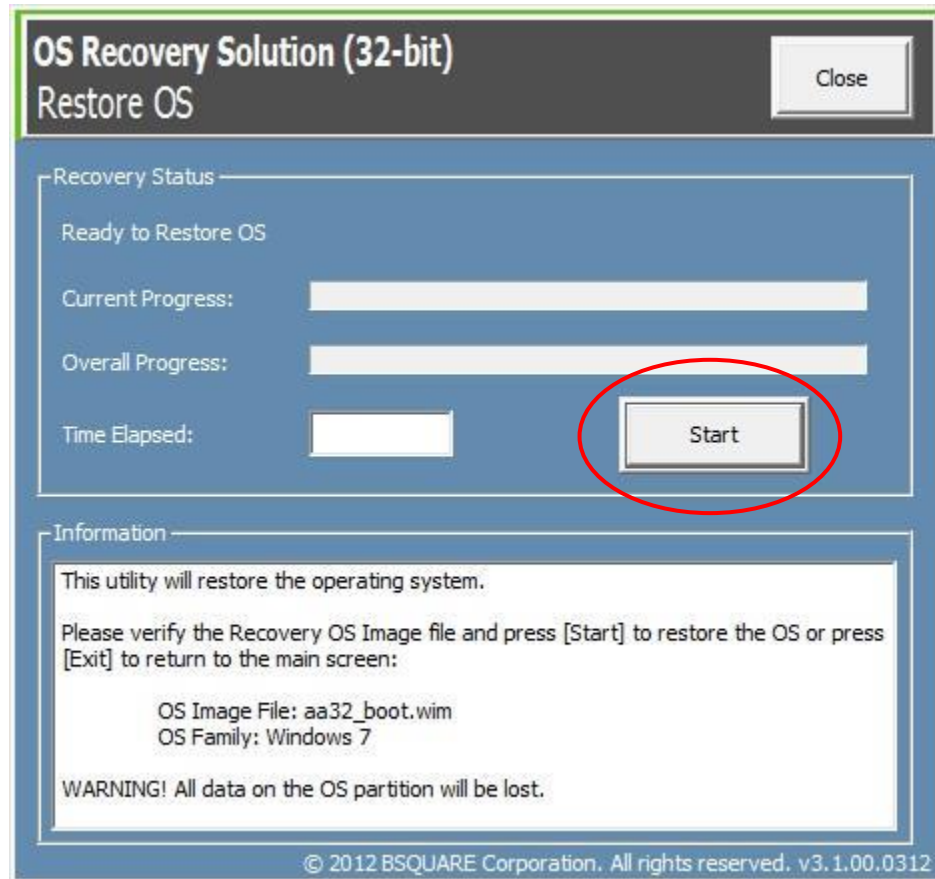 OS Recovery Solution (32-bit)
Restore OS
Close
Recovery Status
Ready to Restore OS
Current Progress:
Overall Progress:
Time Elapsed:
Start
Information
This utility will restore the operating system.
Please verify the Recovery OS Image file and press [Start] to restore the OS or press
[Exit] to return to the main screen:
OS Image File: aa32_boot.wim
OS Family: Windows 7
WARNING! All data on the OS partition will be lost.
© 2012 BSQUARE Corporation. All rights reserved. v3.1.00.0312